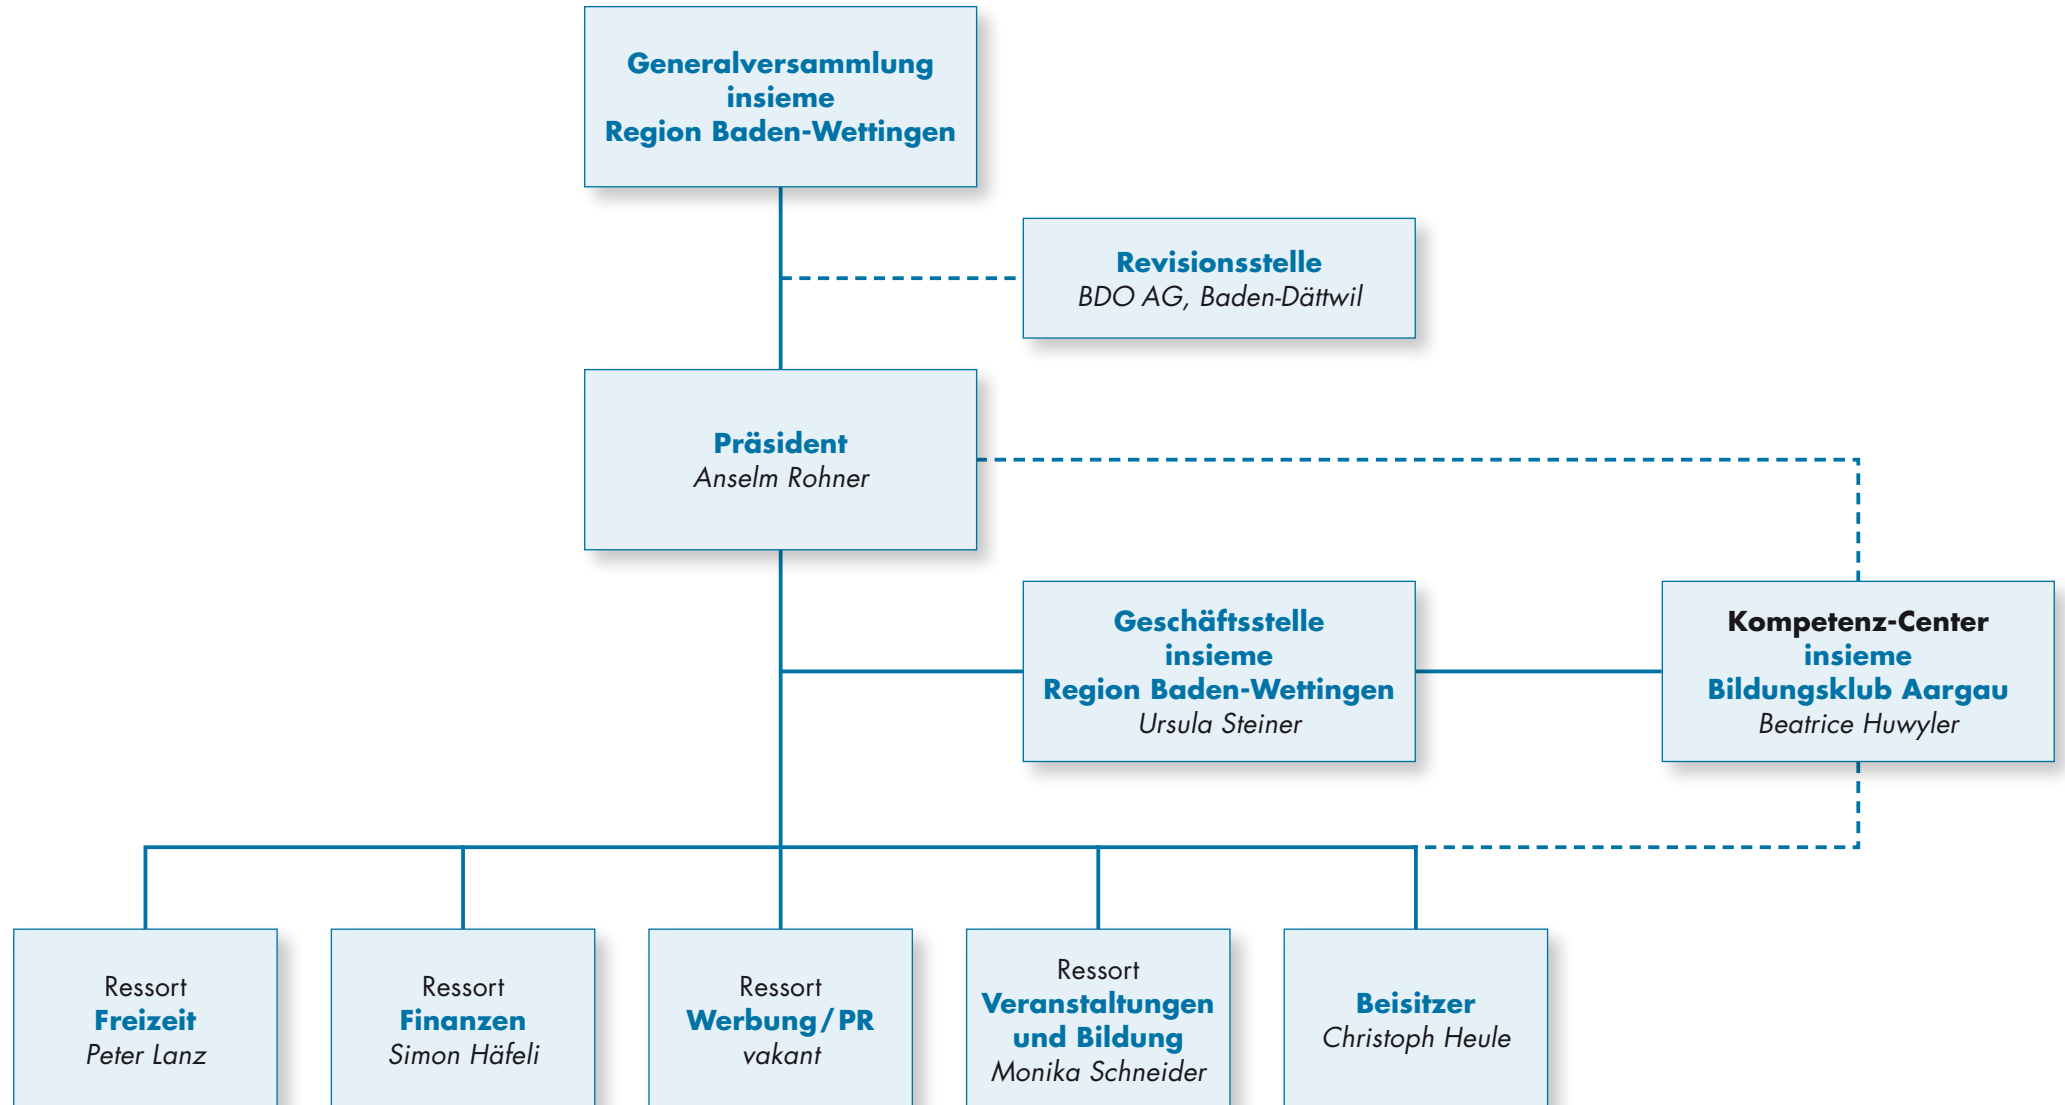 Generalversammlung
insieme
Region Baden-Wettingen
Revisionsstelle
BDO AG, Baden-Dättwil
Präsident
Anselm Rohner
Geschäftsstelle
insieme
Region Baden-Wettingen
Ursula Steiner
Kompetenz-Center
insieme
Bildungsklub Aargau
Beatrice Huwyler
Ressort
Freizeit
Peter Lanz
Ressort
Finanzen
Simon Häfeli
Ressort
Werbung/PR
vakant
Ressort
Veranstaltungen
und Bildung
Monika Schneider
Beisitzer
Christoph Heule